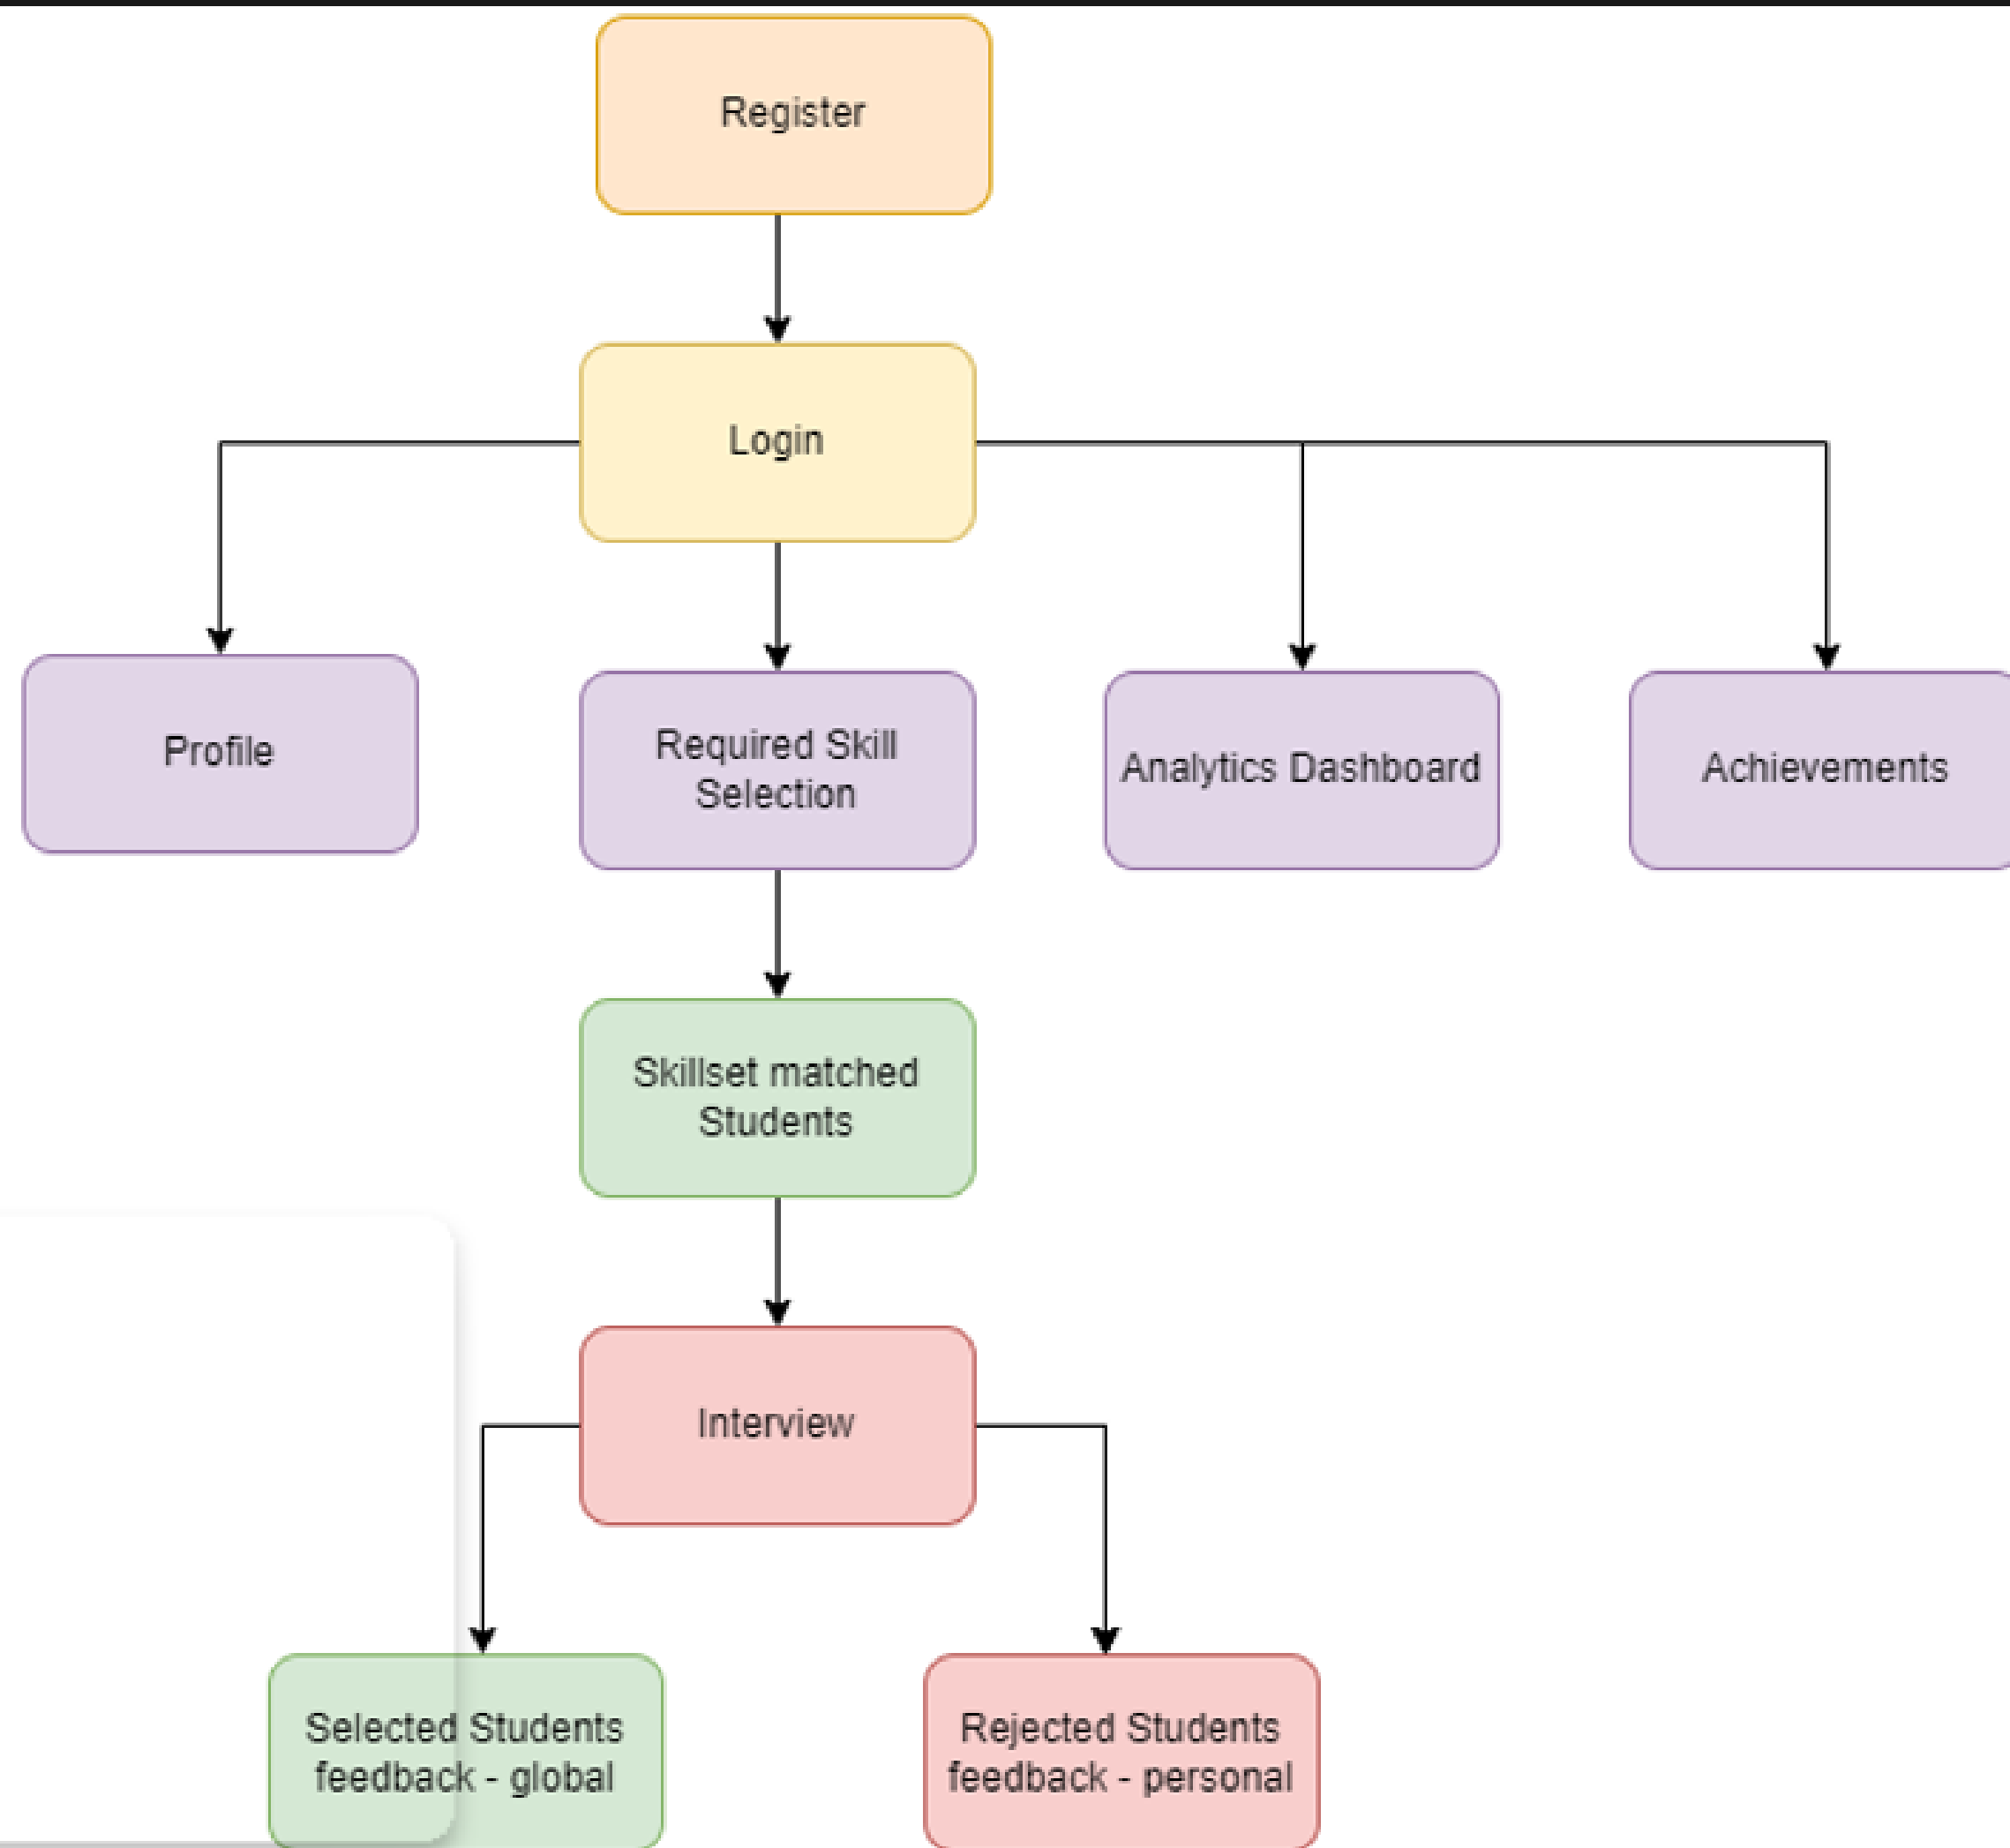 Register
Login
Profile
Required Skill
Selection
Analytics Dashboard
Achievements
Skillset matched
Students
Interview
Selected Students
feedback - global
Rejected Students
feedback - personal